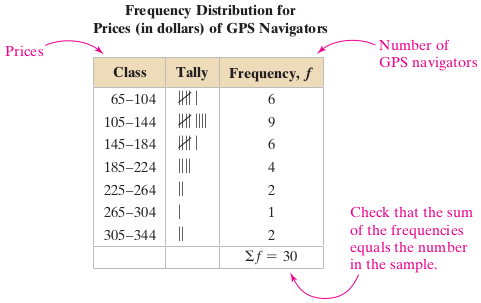 Frequency Distribution for
Prices (in dollars) of GPS Navigators
Prices
Number of
GPS navigators
Class Tally Frequency, f
65–104 6
105–144 9
145–184 6
185–224 4
225–264 2
265–304 1
305–344 2
Σf = 30
Check that the sum
of the frequencies
equals the number
in the sample.